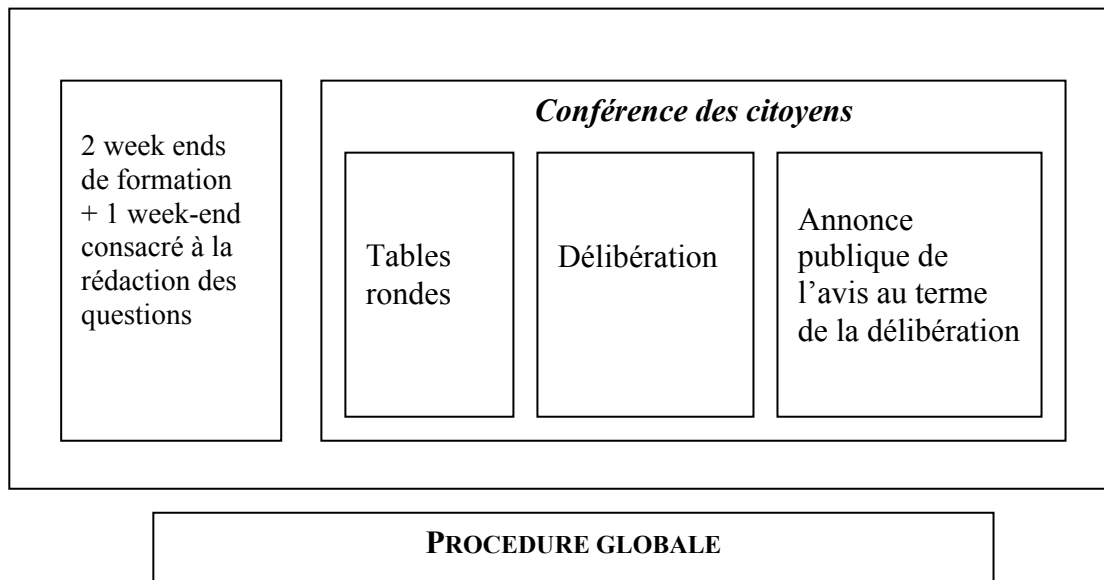 2 week ends
de formation
+ 1 week-end
consacré à la
rédaction des
questions
Conférence des citoyens
Tables
rondes
Délibération
Annonce
publique de
l’avis au terme
de la délibération
PROCEDURE GLOBALE